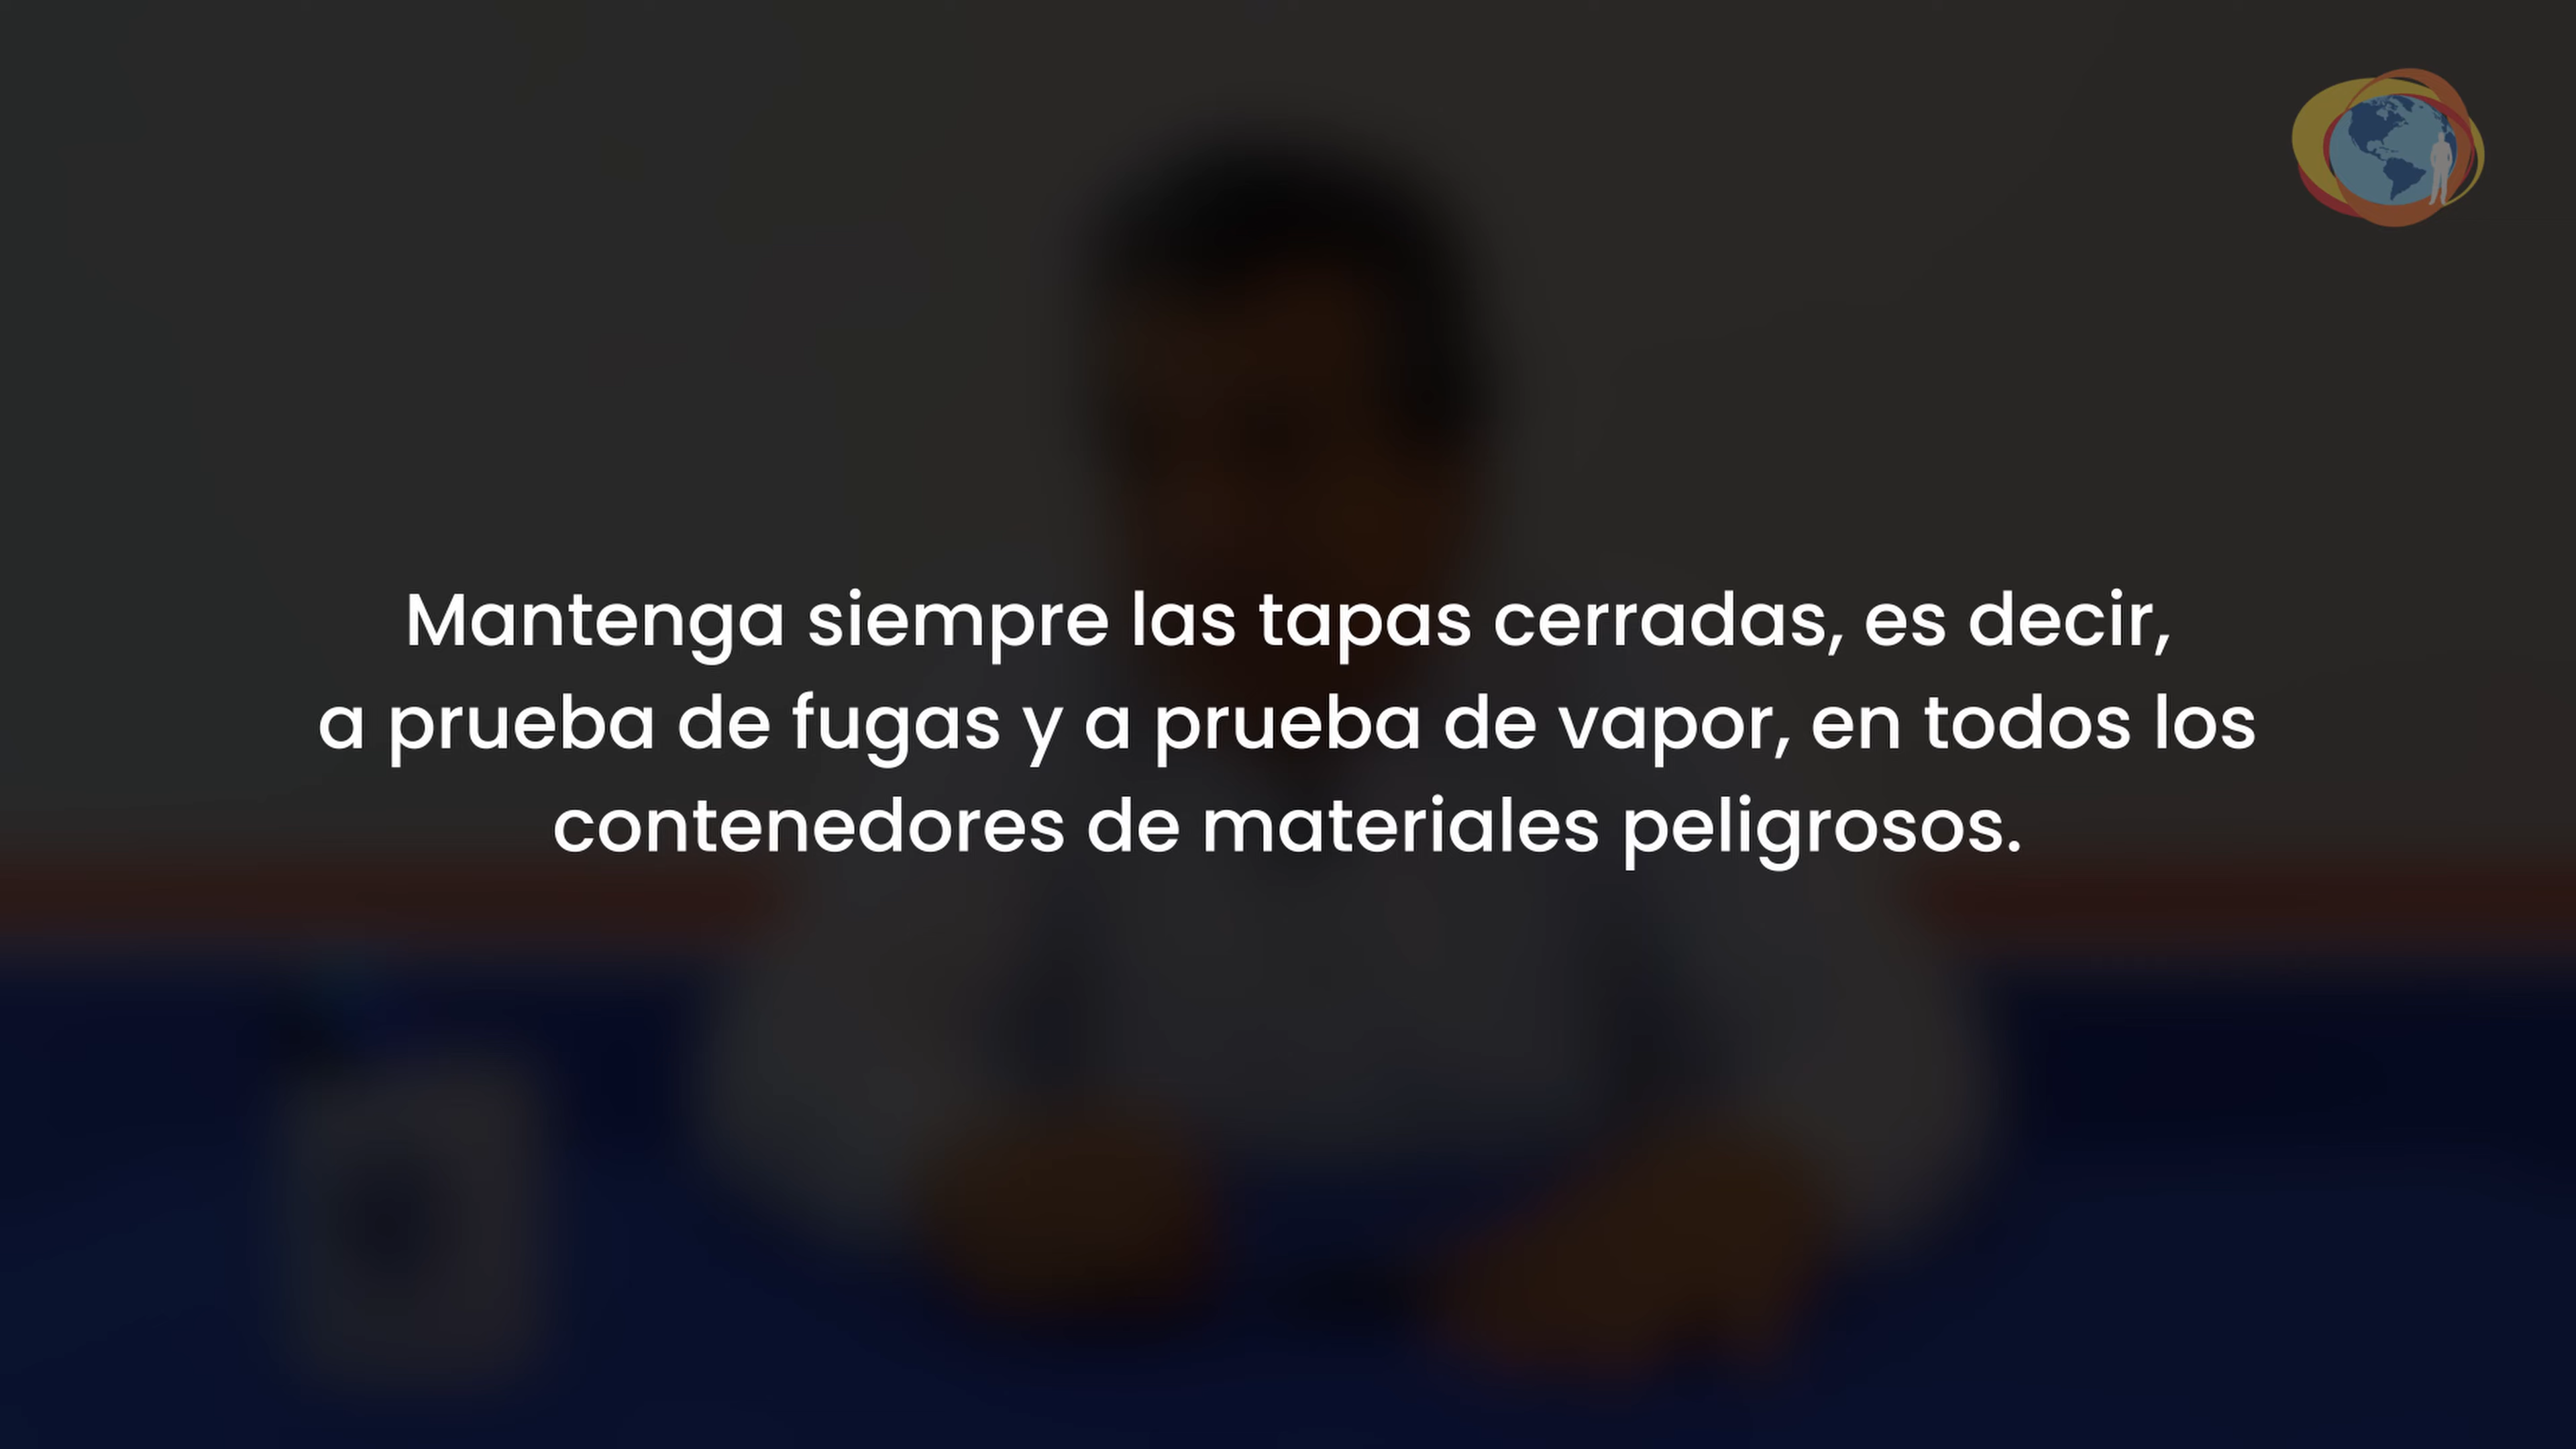 Mantenga siempre las tapas cerradas, es decir,
a prueba de fugas y a prueba de vapor, en todos los
contenedores de materiales peligrosos.